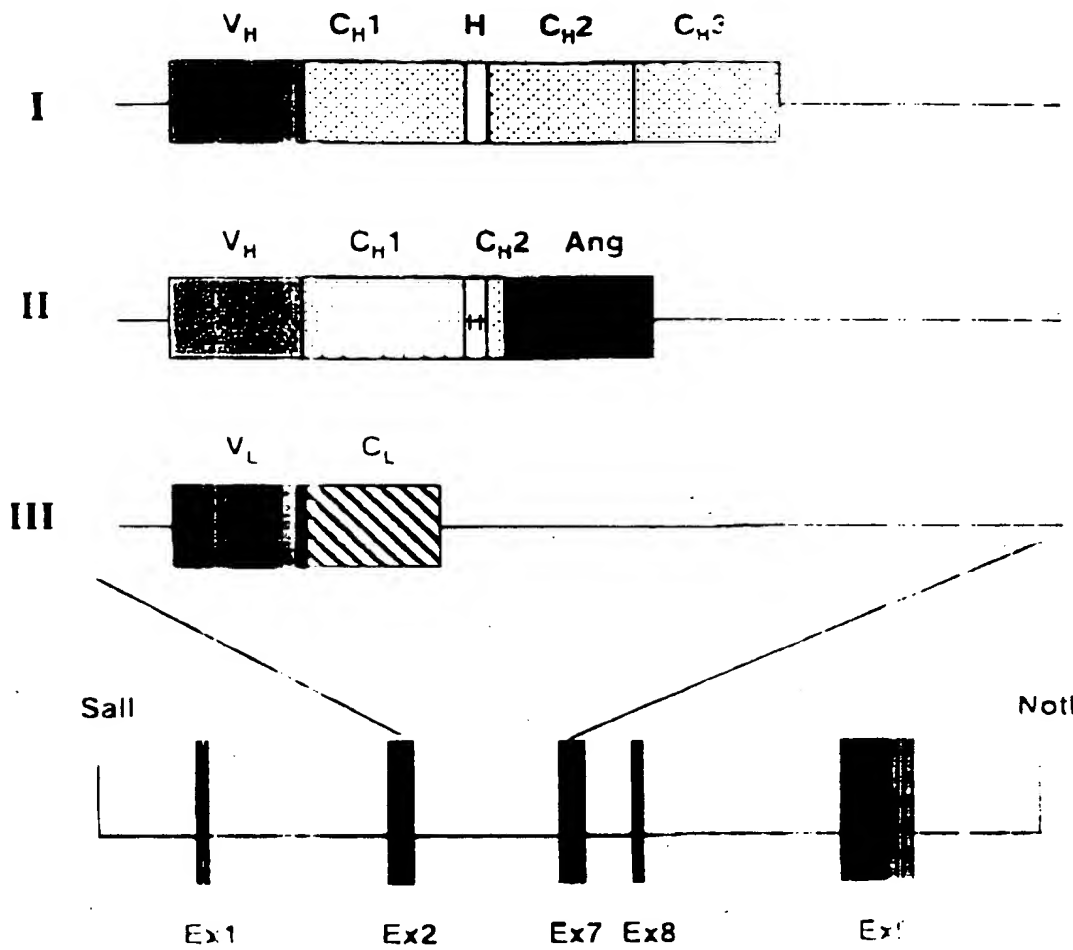 V_H C_H1 H C_H2 C_H3
I
V_H C_H1 C_H2 Ang
II
H
V_L C_L
III
SalI NotI
Ex1 Ex2 Ex7 Ex8